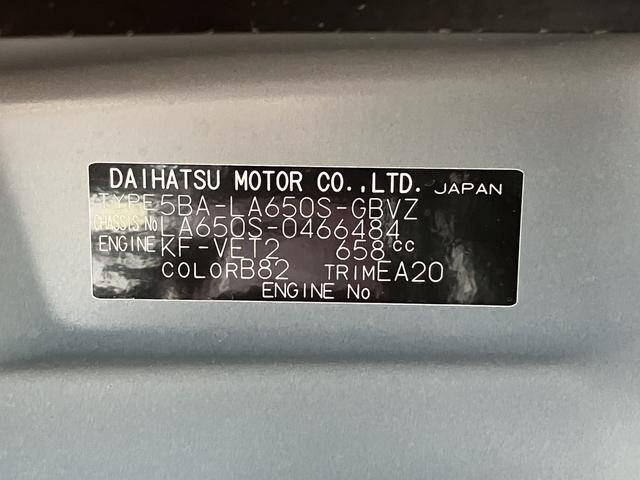 DAIHATSU MOTOR CO.,LTD. JAPAN
TYPE 5BA-LA650S-GBVZ
CHASSIS No LA650S-0466484
ENGINE KF-VET2 658cc
COLOR B82 TRIM EA20
ENGINE No